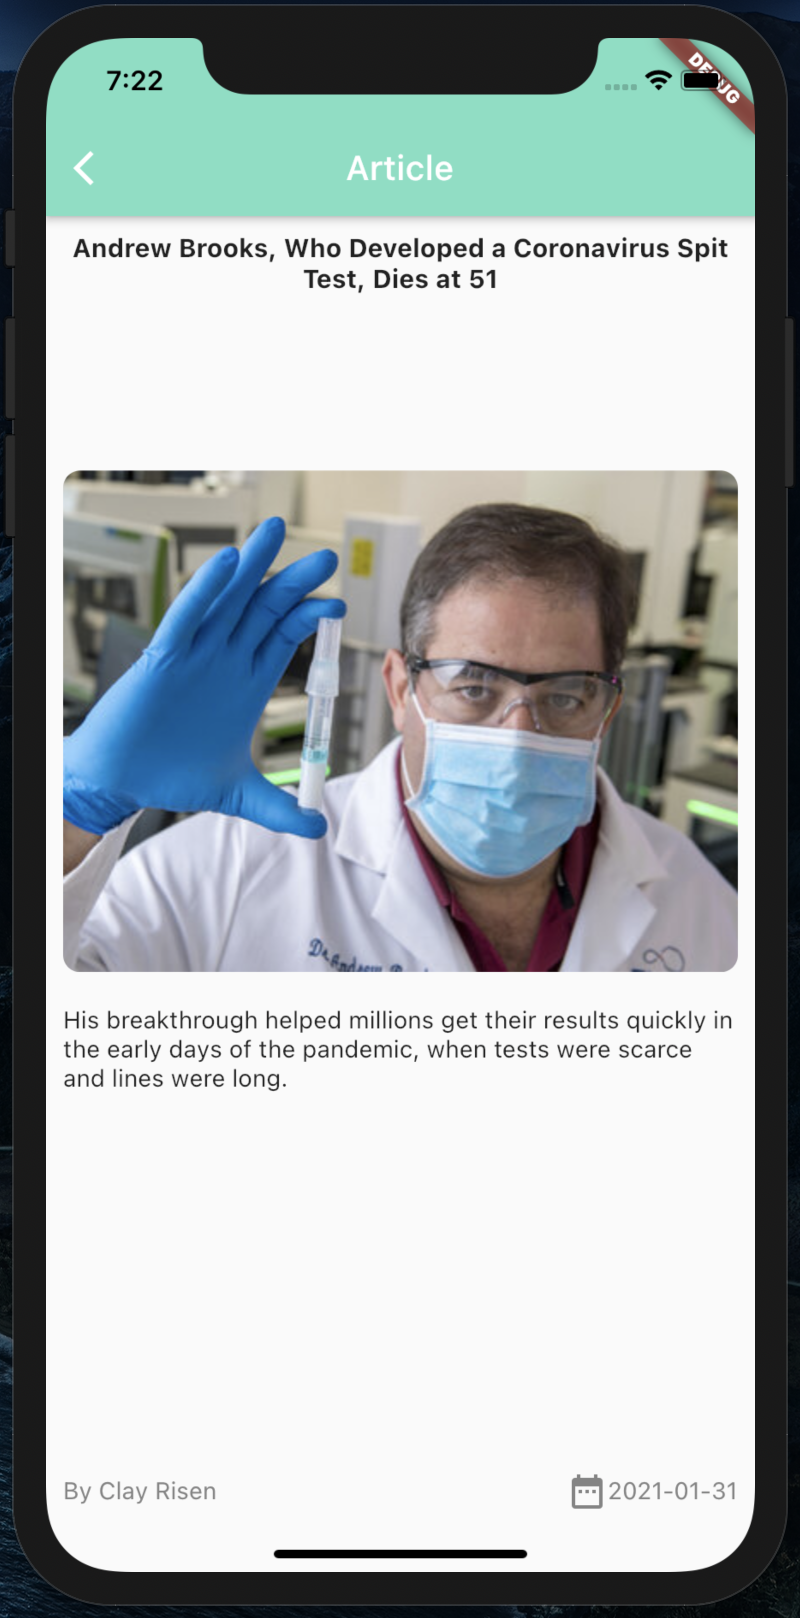 7:22
DEBUG
Article
Andrew Brooks, Who Developed a Coronavirus Spit
Test, Dies at 51
Dr. Andrew
His breakthrough helped millions get their results quickly in
the early days of the pandemic, when tests were scarce
and lines were long.
By Clay Risen
2021-01-31